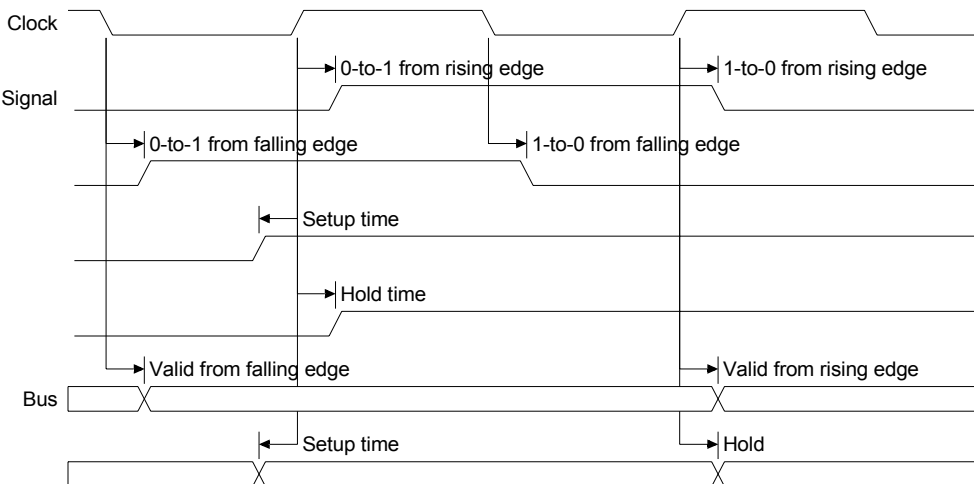 Clock
0-to-1 from rising edge
1-to-0 from rising edge
Signal
0-to-1 from falling edge
1-to-0 from falling edge
Setup time
Hold time
Valid from falling edge
Valid from rising edge
Bus
Setup time
Hold